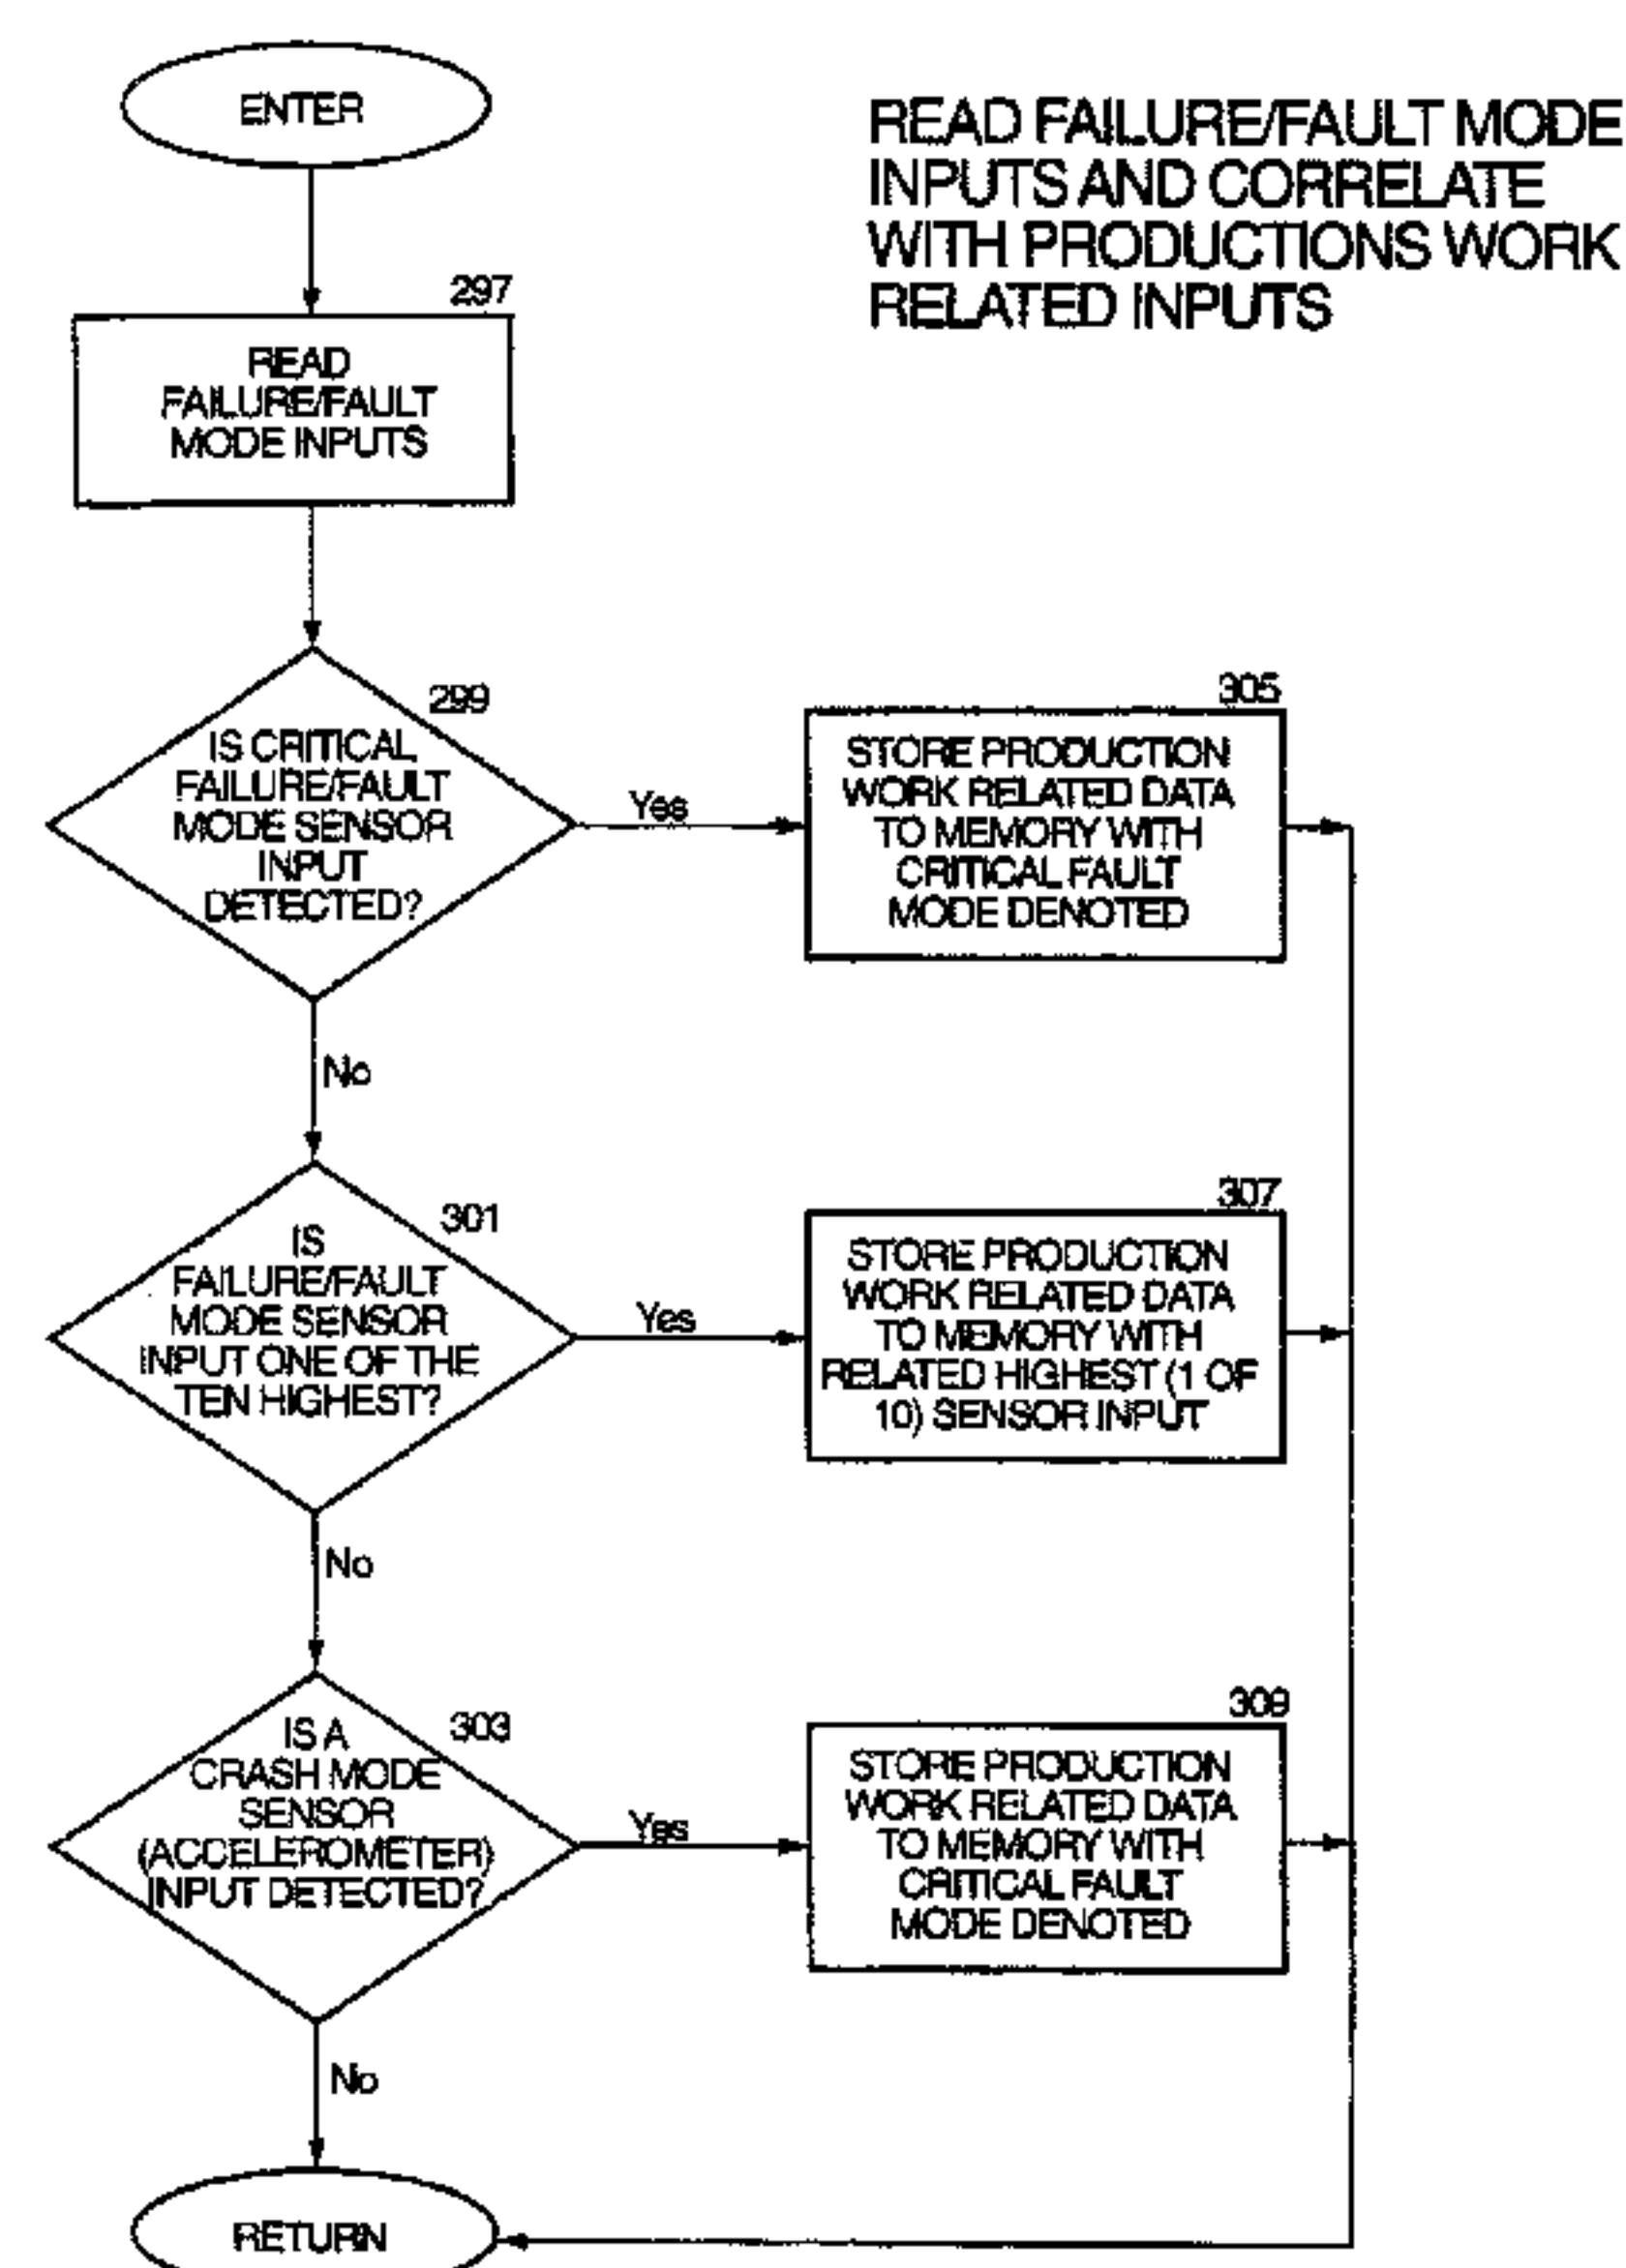 ENTER
READ FAILURE/FAULT MODE
INPUTS AND CORRELATE
WITH PRODUCTIONS WORK
RELATED INPUTS
297
READ
FAILURE/FAULT
MODE INPUTS
299
IS CRITICAL
FAILURE/FAULT
MODE SENSOR
INPUT
DETECTED?
Yes
305
STORE PRODUCTION
WORK RELATED DATA
TO MEMORY WITH
CRITICAL FAULT
MODE DENOTED
No
301
IS
FAILURE/FAULT
MODE SENSOR
INPUT ONE OF THE
TEN HIGHEST?
Yes
307
STORE PRODUCTION
WORK RELATED DATA
TO MEMORY WITH
RELATED HIGHEST (1 OF
10) SENSOR INPUT
No
303
IS A
CRASH MODE
SENSOR
(ACCELEROMETER)
INPUT DETECTED?
Yes
309
STORE PRODUCTION
WORK RELATED DATA
TO MEMORY WITH
CRITICAL FAULT
MODE DENOTED
No
RETURN